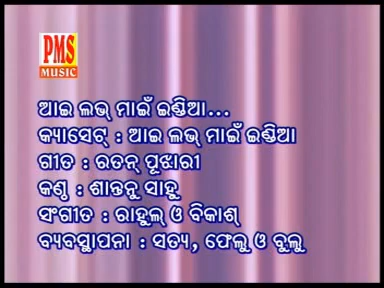 PMS
MUSIC
ଆଇ ଲଭ୍ ମାଇଁ ଇଣ୍ଡିଆ...
କ୍ୟାସେଟ୍ : ଆଇ ଲଭ୍ ମାଇଁ ଇଣ୍ଡିଆ
ଗୀତ : ରତନ୍ ପୂଝାରୀ
କଣ୍ଠ : ଶାନ୍ତନୁ ସାହୁ
ସଂଗୀତ : ରାହୁଲ୍ ଓ ବିକାଶ୍
ବ୍ୟବସ୍ଥାପନା : ସତ୍ୟ, ଫେଲୁ ଓ ବୁଲୁ